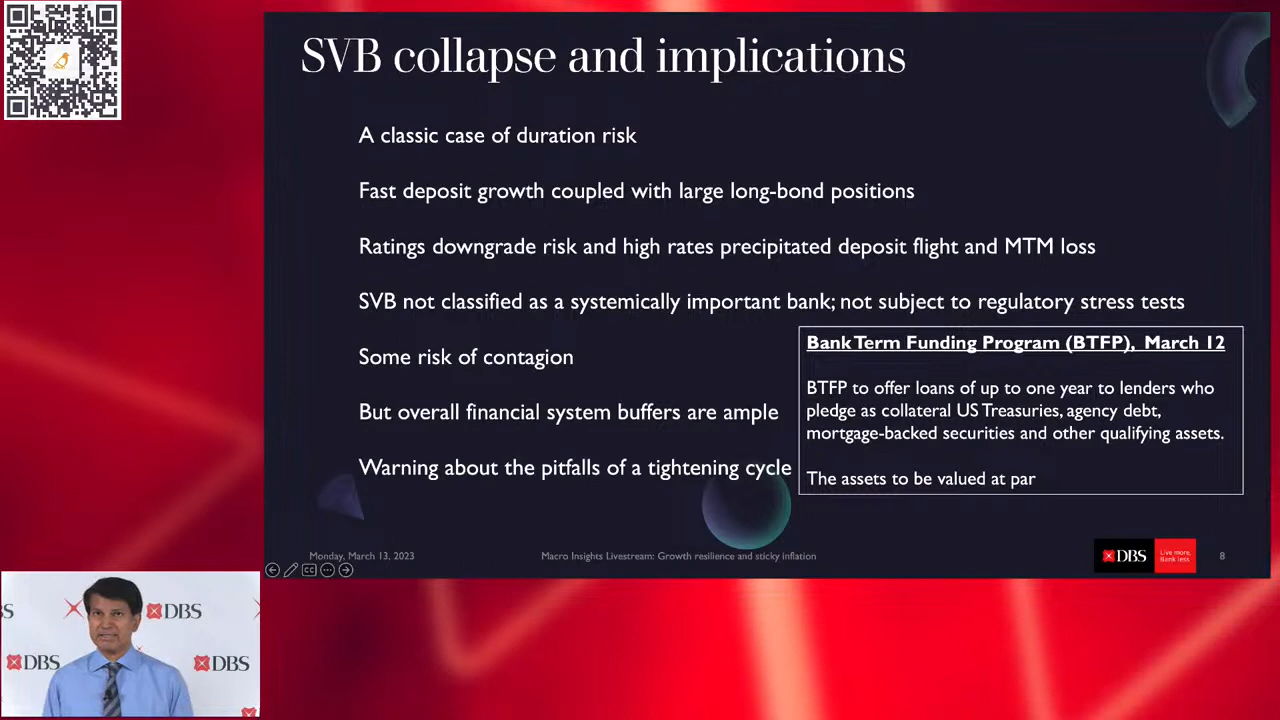 SVB collapse and implications
A classic case of duration risk
Fast deposit growth coupled with large long-bond positions
Ratings downgrade risk and high rates precipitated deposit flight and MTM loss
SVB not classified as a systemically important bank; not subject to regulatory stress tests
Some risk of contagion
But overall financial system buffers are ample
Warning about the pitfalls of a tightening cycle
Bank Term Funding Program (BTFP), March 12
BTFP to offer loans of up to one year to lenders who
pledge as collateral US Treasuries, agency debt,
mortgage-backed securities and other qualifying assets.
The assets to be valued at par
Monday, March 13, 2023
Macro Insights Livestream: Growth resilience and sticky inflation
DBS
Live more,
Bank less
8
CC
BS
DBS
DBS
DBS